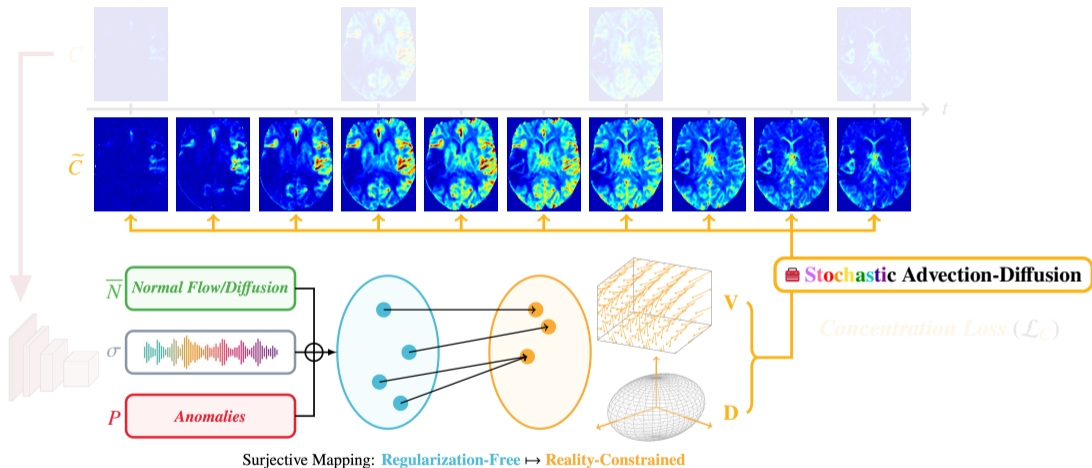 C
t
C̃
N̅
Normal Flow/Diffusion
σ
P
Anomalies
V
D
Stochastic Advection-Diffusion
Concentration Loss (ℒ_C)
Surjective Mapping: Regularization-Free ↦ Reality-Constrained